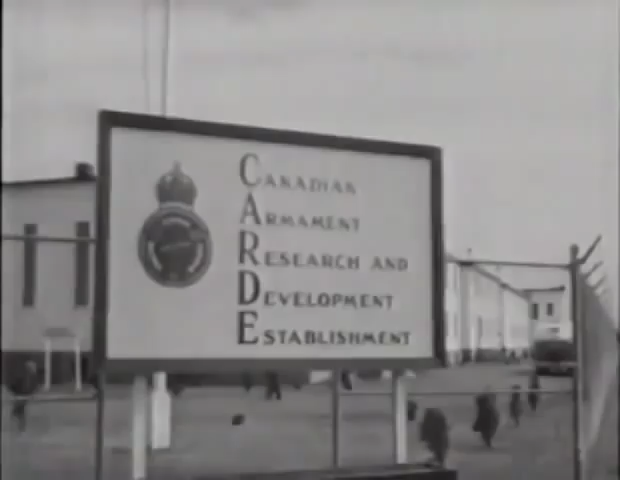 CANADIAN
ARMAMENT
RESEARCH AND
DEVELOPMENT
ESTABLISHMENT